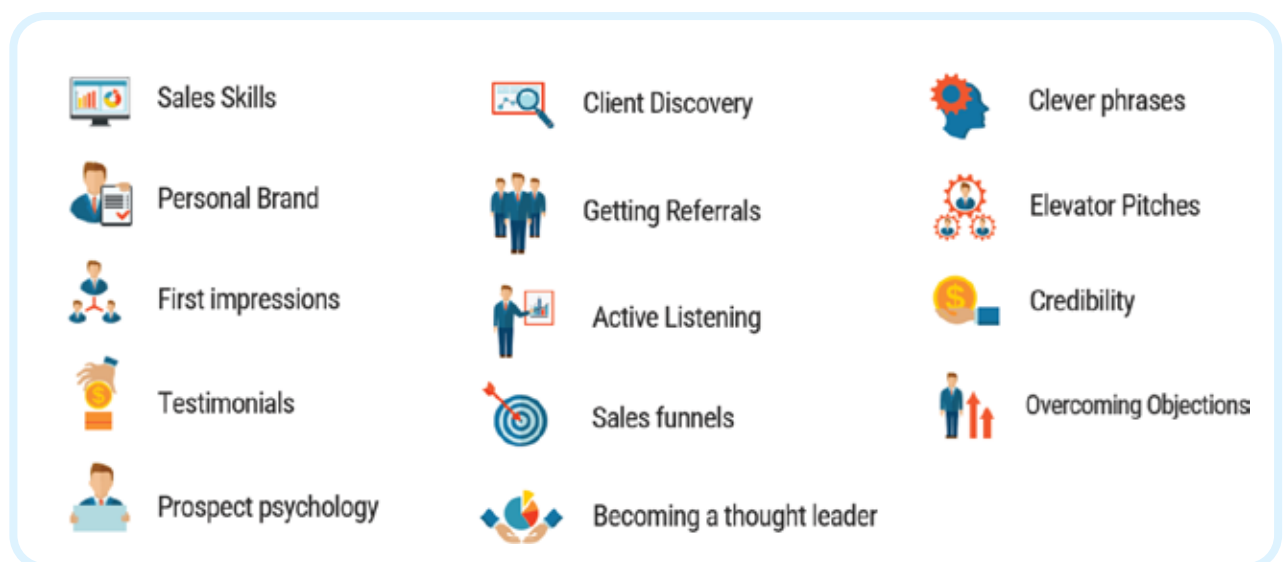 Sales Skills
Personal Brand
First impressions
Testimonials
Prospect psychology
Client Discovery
Getting Referrals
Active Listening
Sales funnels
Becoming a thought leader
Clever phrases
Elevator Pitches
Credibility
Overcoming Objections